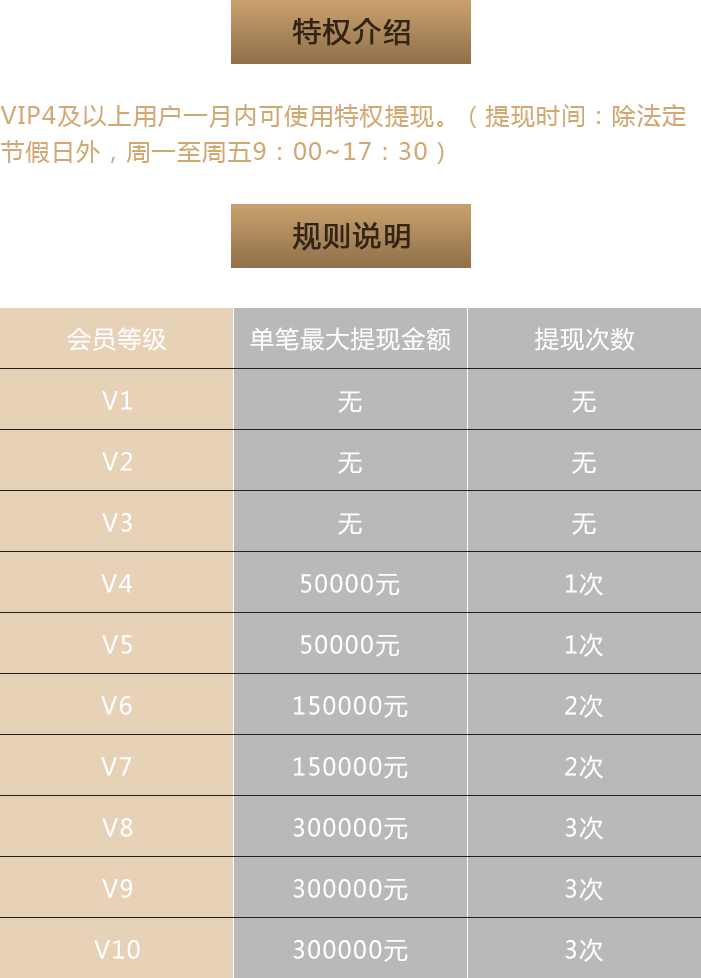 特权介绍
VIP4及以上用户一月内可使用特权提现。（提现时间：除法定
节假日外，周一至周五9：00~17：30）
规则说明
会员等级 单笔最大提现金额 提现次数
V1 无 无
V2 无 无
V3 无 无
V4 50000元 1次
V5 50000元 1次
V6 150000元 2次
V7 150000元 2次
V8 300000元 3次
V9 300000元 3次
V10 300000元 3次